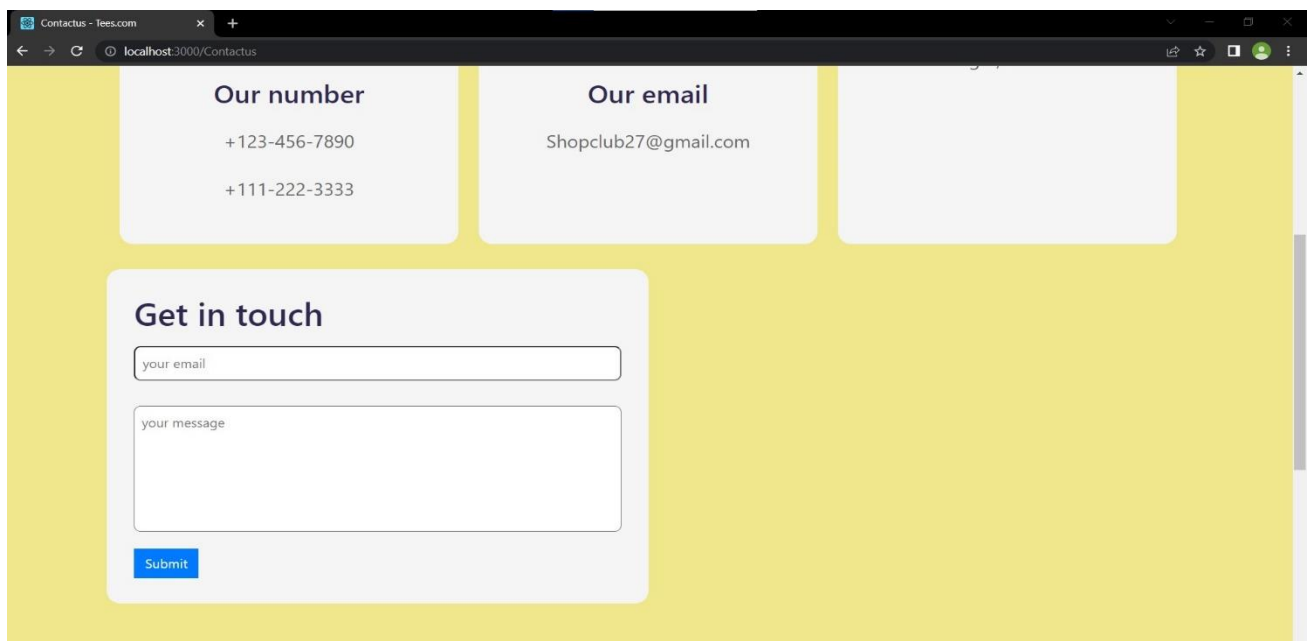 Contactus - Tees.com
localhost:3000/Contactus
Our number
+123-456-7890
+111-222-3333
Our email
Shopclub27@gmail.com
Get in touch
your email
your message
Submit